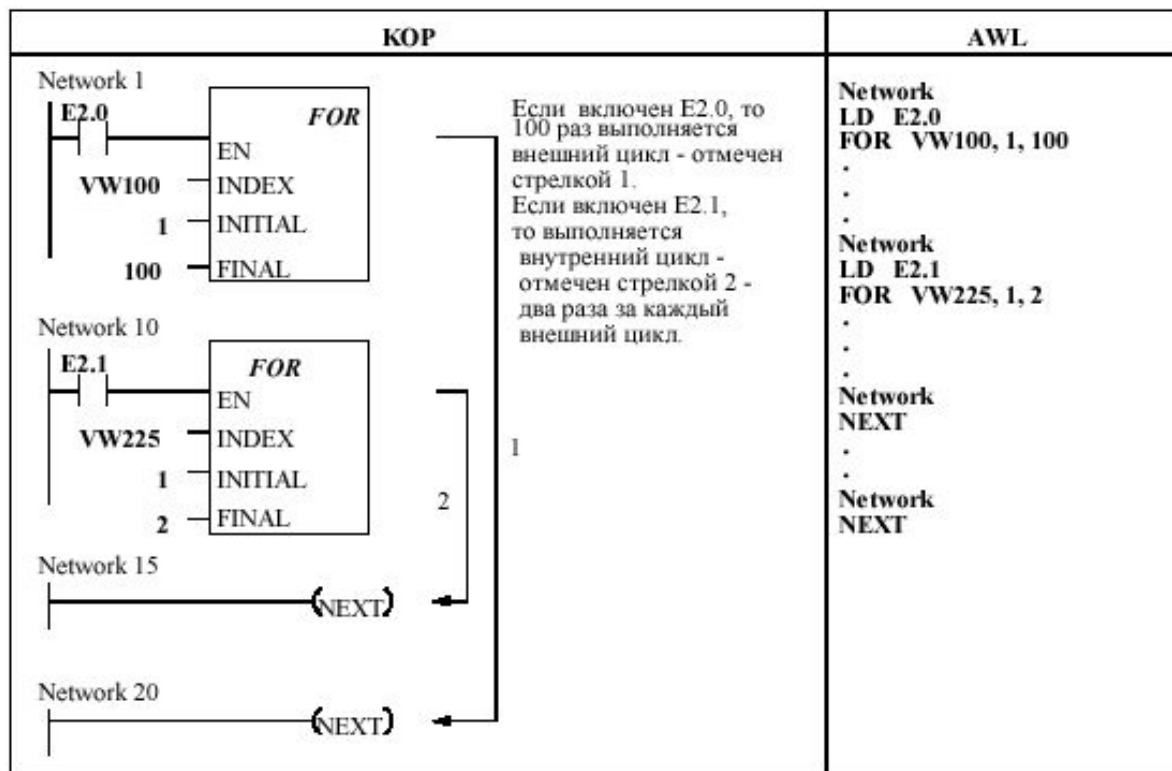 KOP
AWL
Network 1
E2.0
FOR
EN
VW100 INDEX
1 INITIAL
100 FINAL
Если включен E2.0, то
100 раз выполняется
внешний цикл - отмечен
стрелкой 1.
Если включен E2.1,
то выполняется
внутренний цикл -
отмечен стрелкой 2 -
два раза за каждый
внешний цикл.
Network 10
E2.1
FOR
EN
VW225 INDEX
1 INITIAL
2 FINAL
2
1
Network 15
(NEXT)
Network 20
(NEXT)
Network
LD E2.0
FOR VW100, 1, 100
.
.
.
Network
LD E2.1
FOR VW225, 1, 2
.
.
.
Network
NEXT
.
.
Network
NEXT